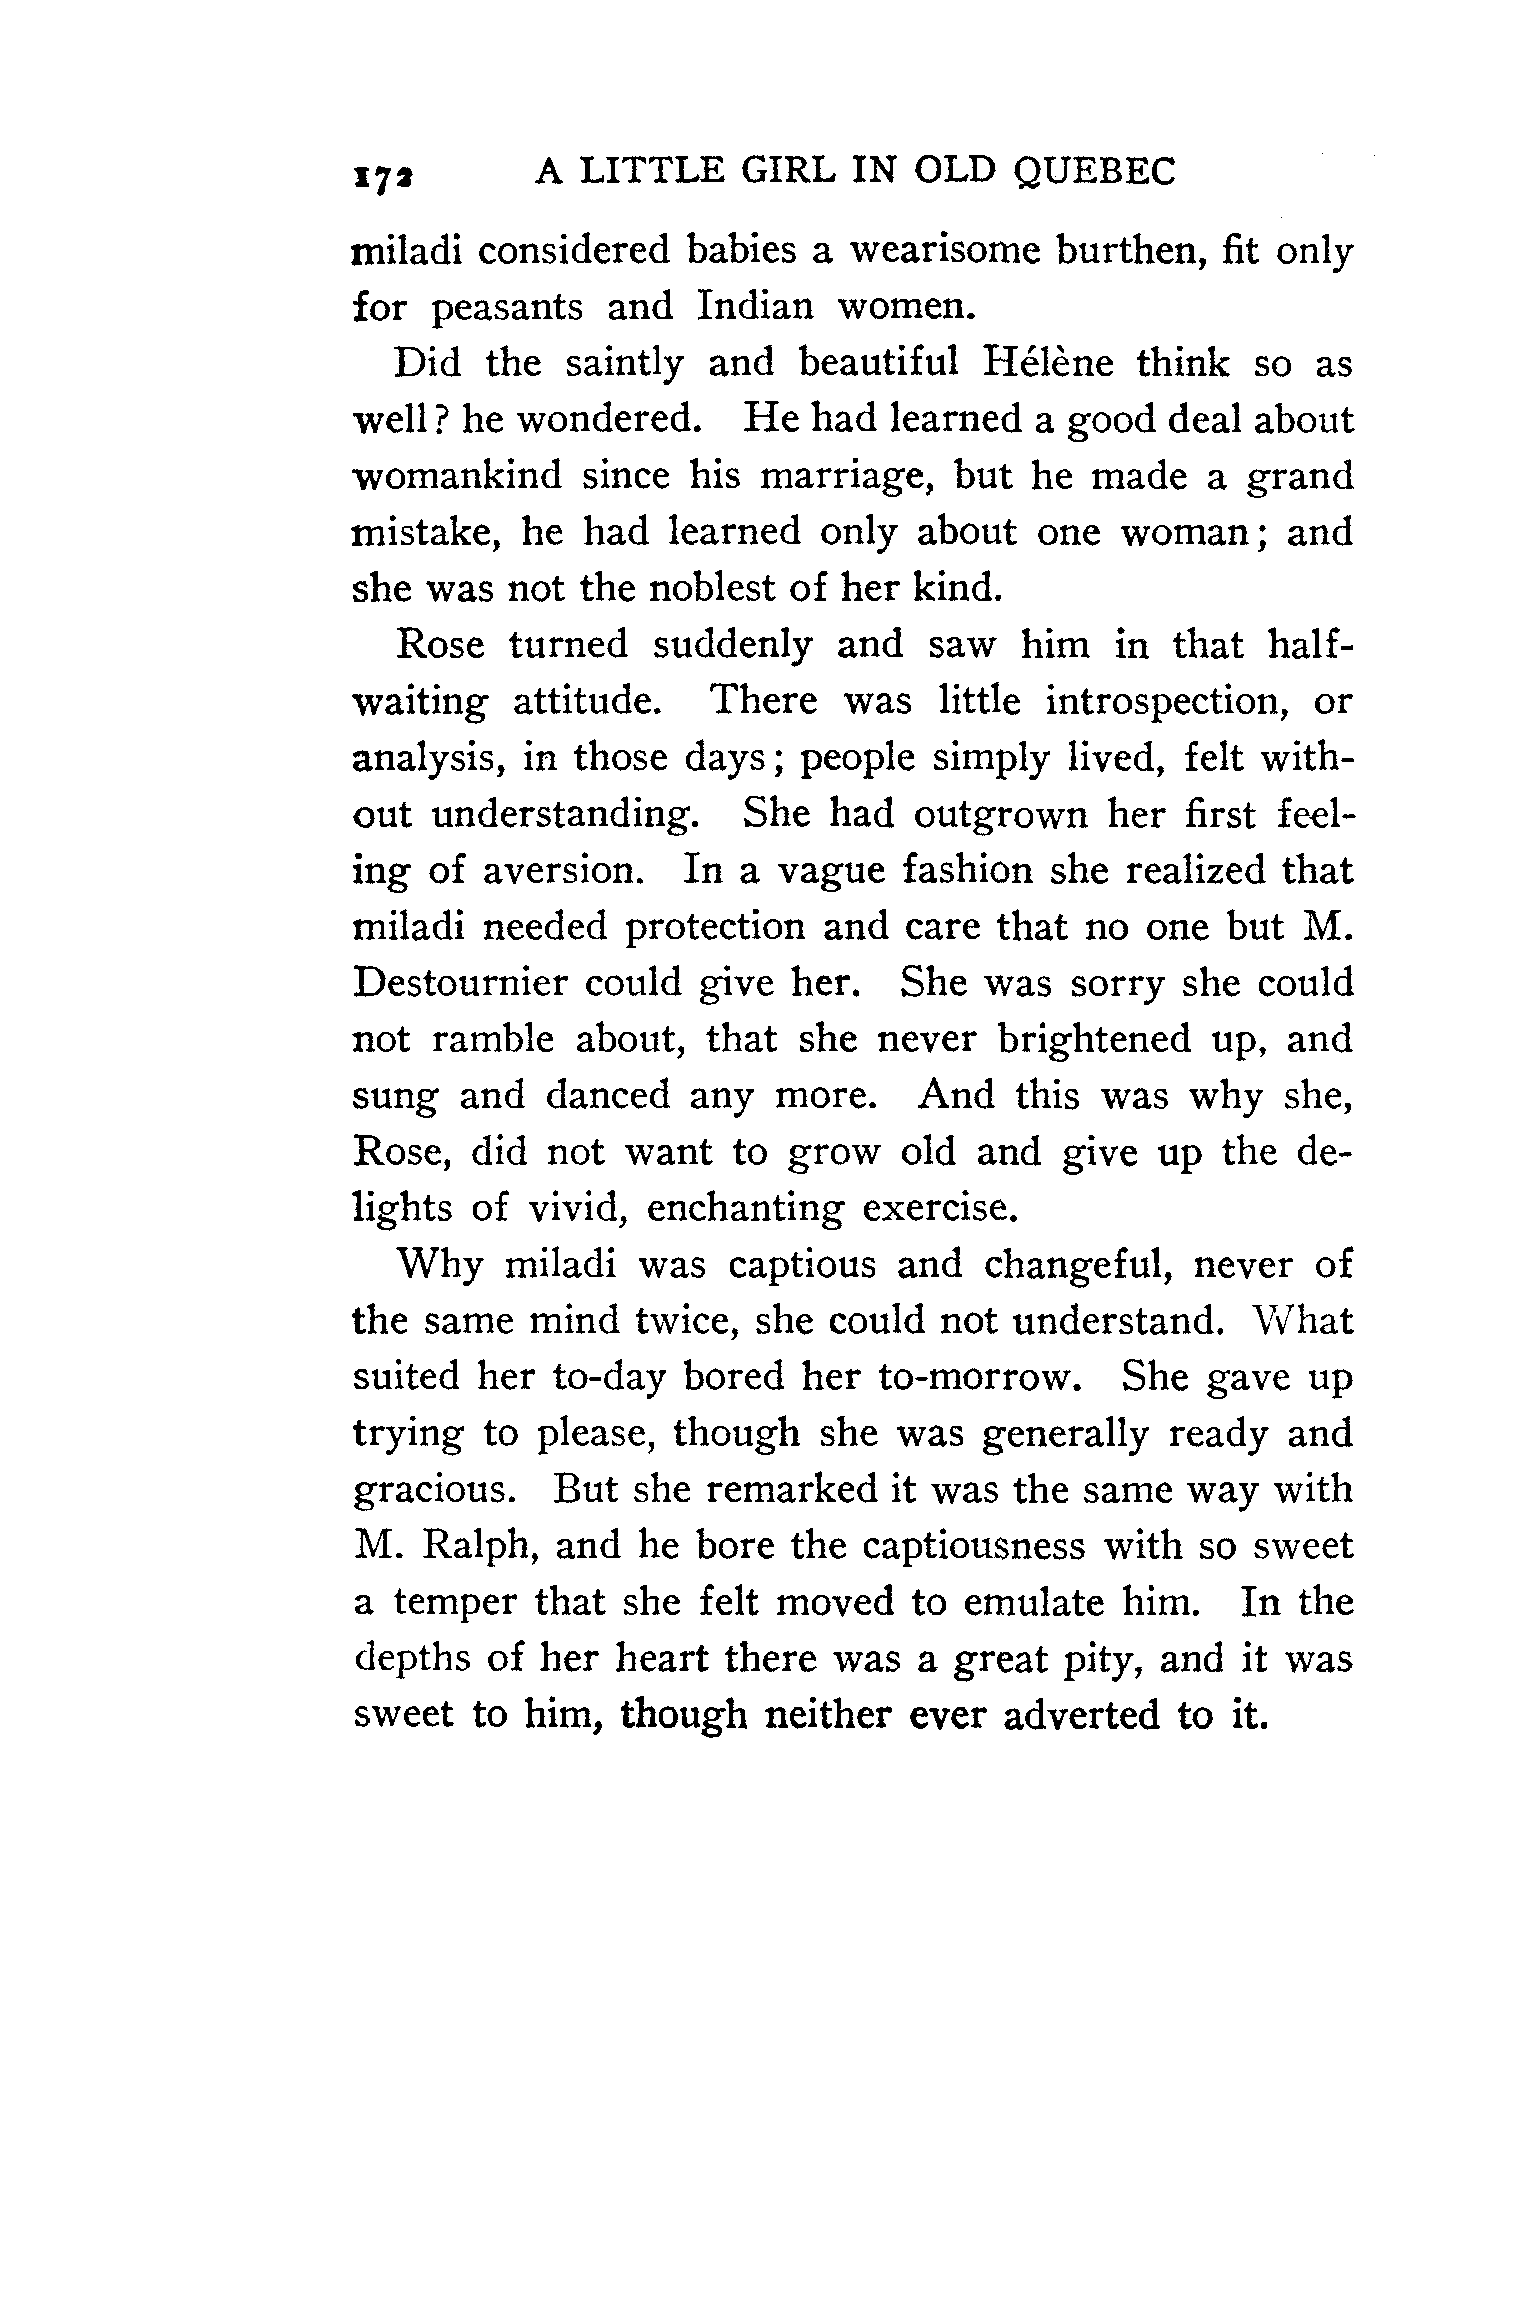 172 A LITTLE GIRL IN OLD QUEBEC
miladi considered babies a wearisome burthen, fit only
for peasants and Indian women.
Did the saintly and beautiful Hélène think so as
well? he wondered. He had learned a good deal about
womankind since his marriage, but he made a grand
mistake, he had learned only about one woman; and
she was not the noblest of her kind.
Rose turned suddenly and saw him in that half-
waiting attitude. There was little introspection, or
analysis, in those days; people simply lived, felt with-
out understanding. She had outgrown her first feel-
ing of aversion. In a vague fashion she realized that
miladi needed protection and care that no one but M.
Destournier could give her. She was sorry she could
not ramble about, that she never brightened up, and
sung and danced any more. And this was why she,
Rose, did not want to grow old and give up the de-
lights of vivid, enchanting exercise.
Why miladi was captious and changeful, never of
the same mind twice, she could not understand. What
suited her to-day bored her to-morrow. She gave up
trying to please, though she was generally ready and
gracious. But she remarked it was the same way with
M. Ralph, and he bore the captiousness with so sweet
a temper that she felt moved to emulate him. In the
depths of her heart there was a great pity, and it was
sweet to him, though neither ever adverted to it.